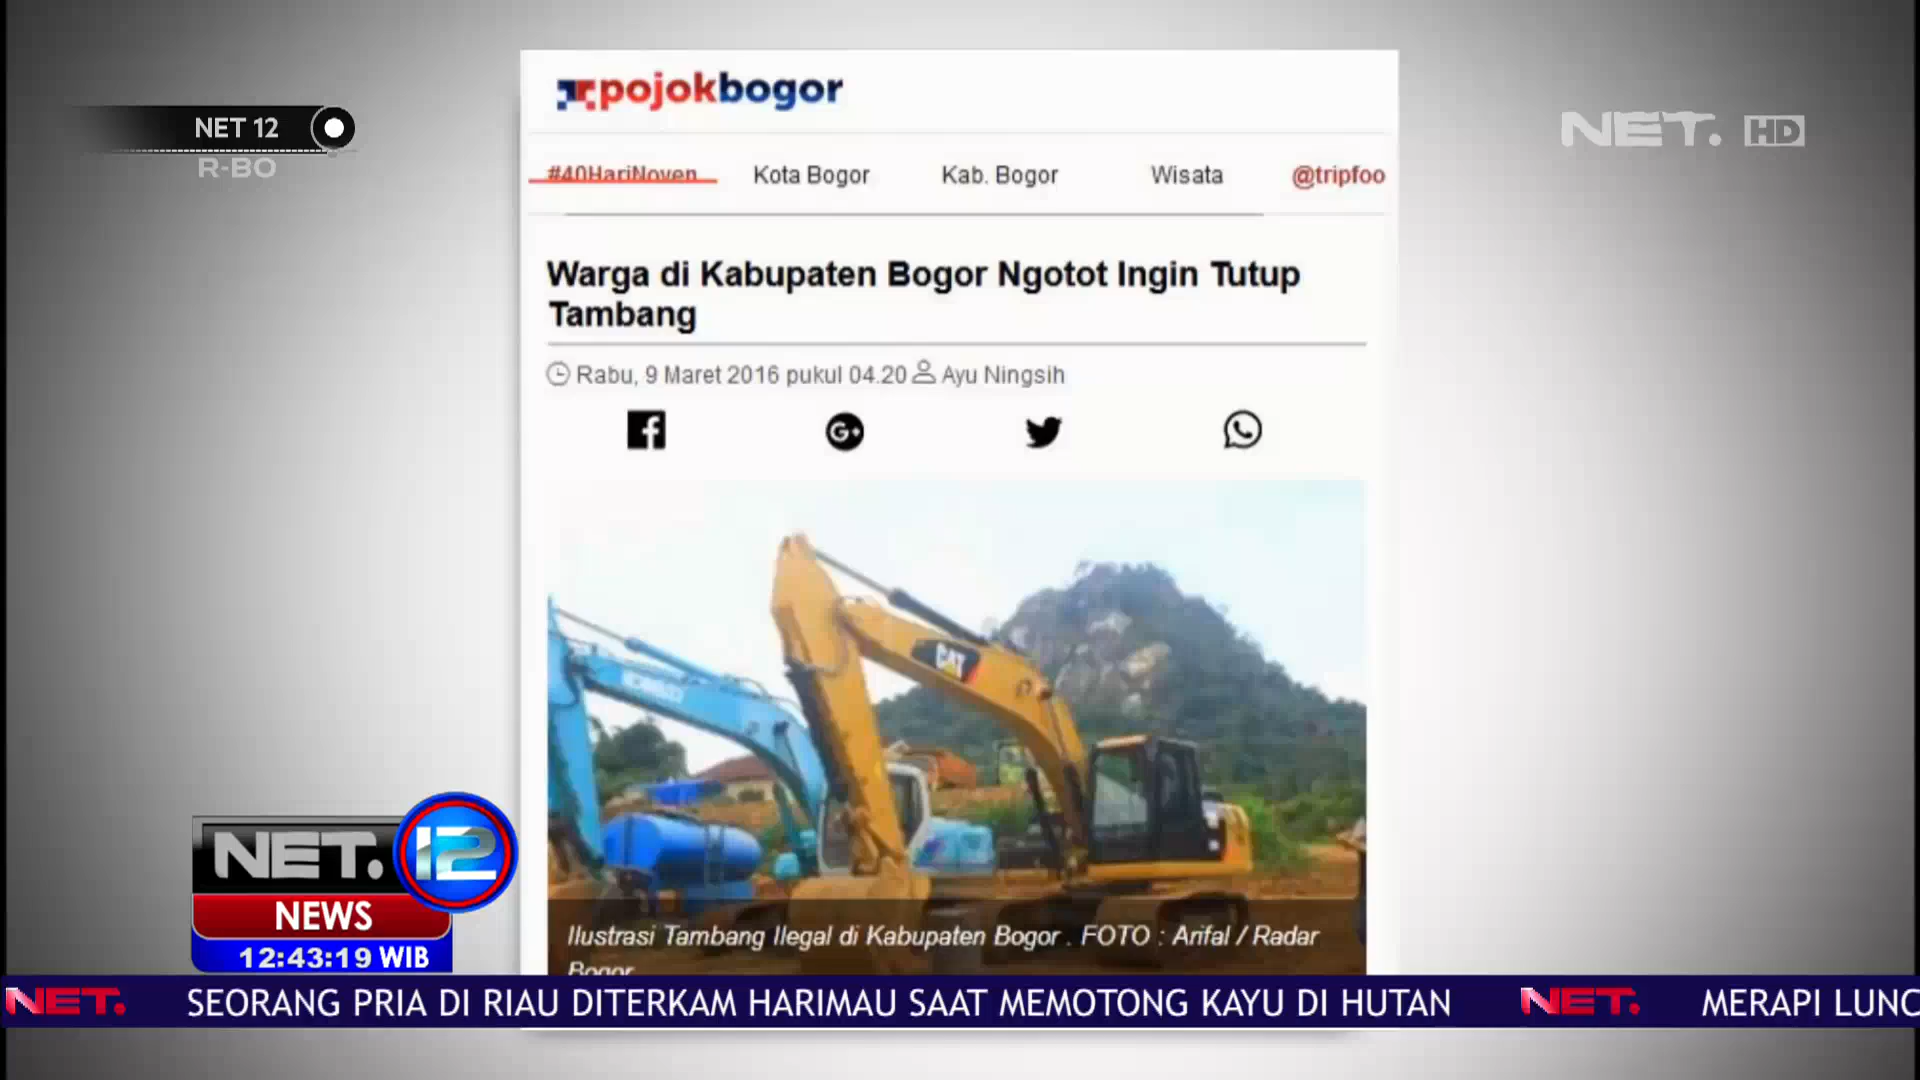 NET 12
R-BO
NET. HD
pojokbogor
#40HariNoven
Kota Bogor
Kab. Bogor
Wisata
@tripfoo
Warga di Kabupaten Bogor Ngotot Ingin Tutup
Tambang
Rabu, 9 Maret 2016 pukul 04.20
Ayu Ningsih
CAT
Ilustrasi Tambang Ilegal di Kabupaten Bogor . FOTO : Arifal / Radar
Bogor
NET. 12
NEWS
12:43:19 WIB
NET. SEORANG PRIA DI RIAU DITERKAM HARIMAU SAAT MEMOTONG KAYU DI HUTAN NET. MERAPI LUNC